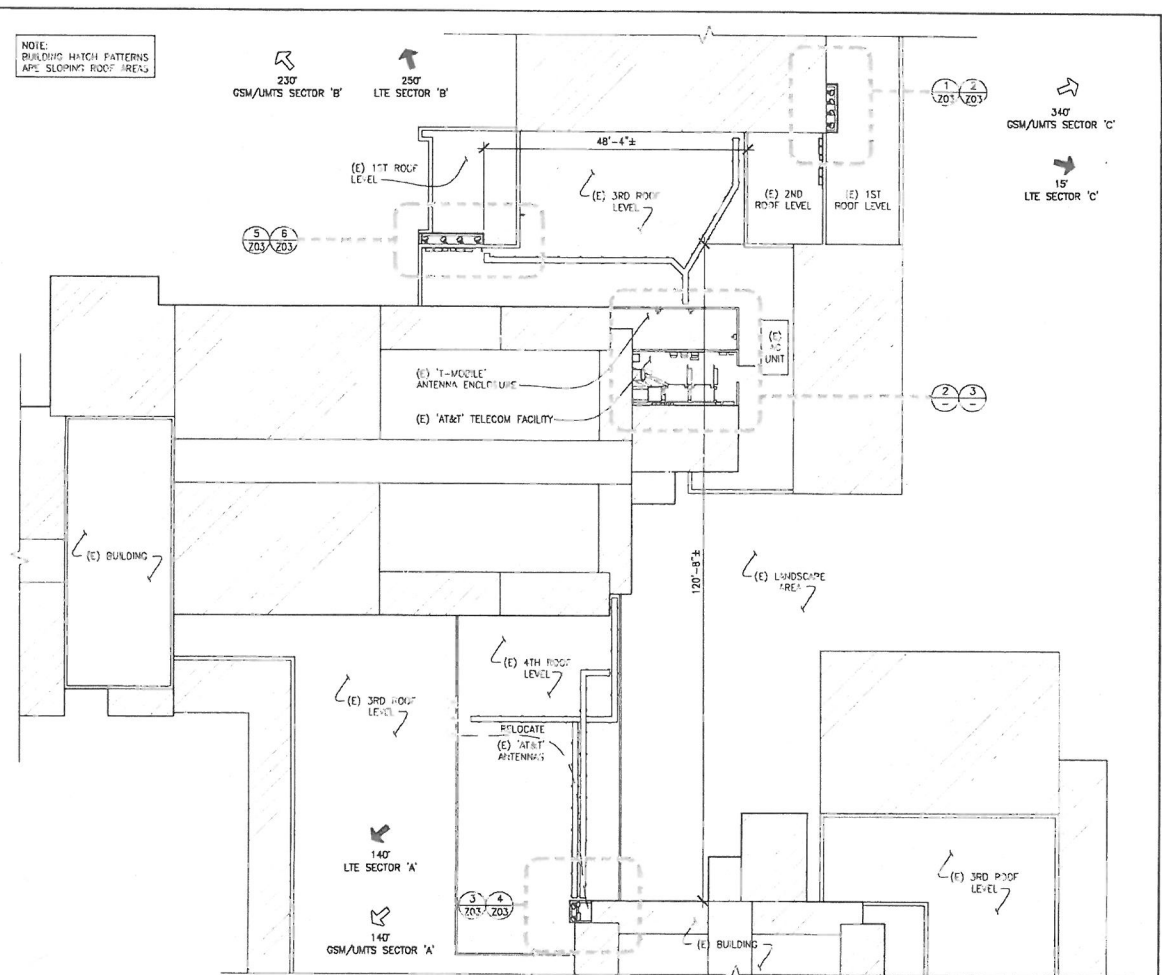 NOTE:
BUILDING HATCH PATTERNS
ARE SLOPING ROOF AREAS
230°
GSM/UMTS SECTOR 'B'
250°
LTE SECTOR 'B'
1 2
Z03 Z03
340°
GSM/UMTS SECTOR 'C'
15°
LTE SECTOR 'C'
48'-4"±
(E) 1ST ROOF
LEVEL
(E) 3RD ROOF
LEVEL
(E) 2ND
ROOF LEVEL
(E) 1ST
ROOF LEVEL
5 6
Z03 Z03
(E)
AC
UNIT
(E) 'T-MOBILE'
ANTENNA ENCLOSURE
(E) 'AT&T' TELECOM FACILITY
2 3
- -
(E) BUILDING
120'-8"±
(E) LANDSCAPE
AREA
(E) 4TH ROOF
LEVEL
(E) 3RD ROOF
LEVEL
RELOCATE
(E) 'AT&T'
ANTENNAS
140°
LTE SECTOR 'A'
3 4
Z03 Z03
140°
GSM/UMTS SECTOR 'A'
(E) 3RD ROOF
LEVEL
(E) BUILDING